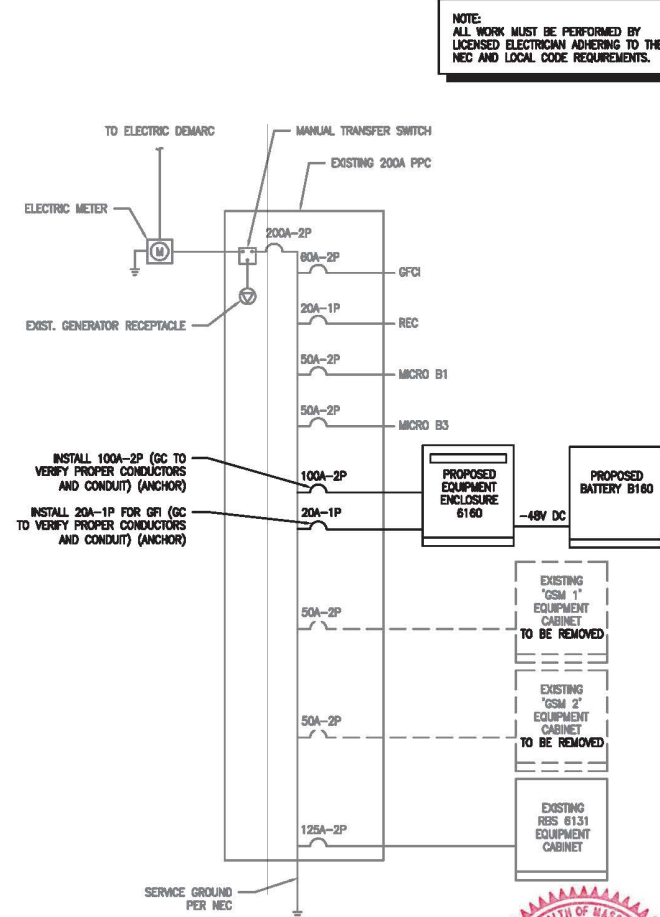 NOTE:
ALL WORK MUST BE PERFORMED BY
LICENSED ELECTRICIAN ADHERING TO THE
NEC AND LOCAL CODE REQUIREMENTS.
TO ELECTRIC DEMARC
MANUAL TRANSFER SWITCH
EXISTING 200A PPC
ELECTRIC METER
M
200A-2P
60A-2P
GFCI
EXIST. GENERATOR RECEPTACLE
20A-1P
REC
50A-2P
MICRO B1
50A-2P
MICRO B3
INSTALL 100A-2P (GC TO
VERIFY PROPER CONDUCTORS
AND CONDUIT) (ANCHOR)
100A-2P
PROPOSED
EQUIPMENT
ENCLOSURE
6160
-48V DC
PROPOSED
BATTERY B160
INSTALL 20A-1P FOR GFI (GC
TO VERIFY PROPER CONDUCTORS
AND CONDUIT) (ANCHOR)
20A-1P
50A-2P
EXISTING
"GSM 1"
EQUIPMENT
CABINET
TO BE REMOVED
50A-2P
EXISTING
"GSM 2"
EQUIPMENT
CABINET
TO BE REMOVED
125A-2P
EXISTING
RBS 6131
EQUIPMENT
CABINET
SERVICE GROUND
PER NEC
OF MASS